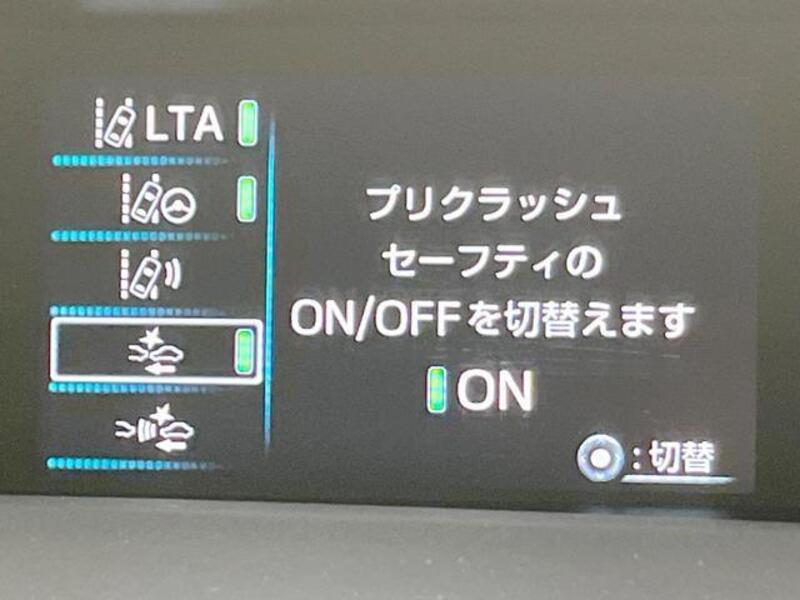 LTA
プリクラッシュ
セーフティの
ON/OFFを切替えます
ON
:切替